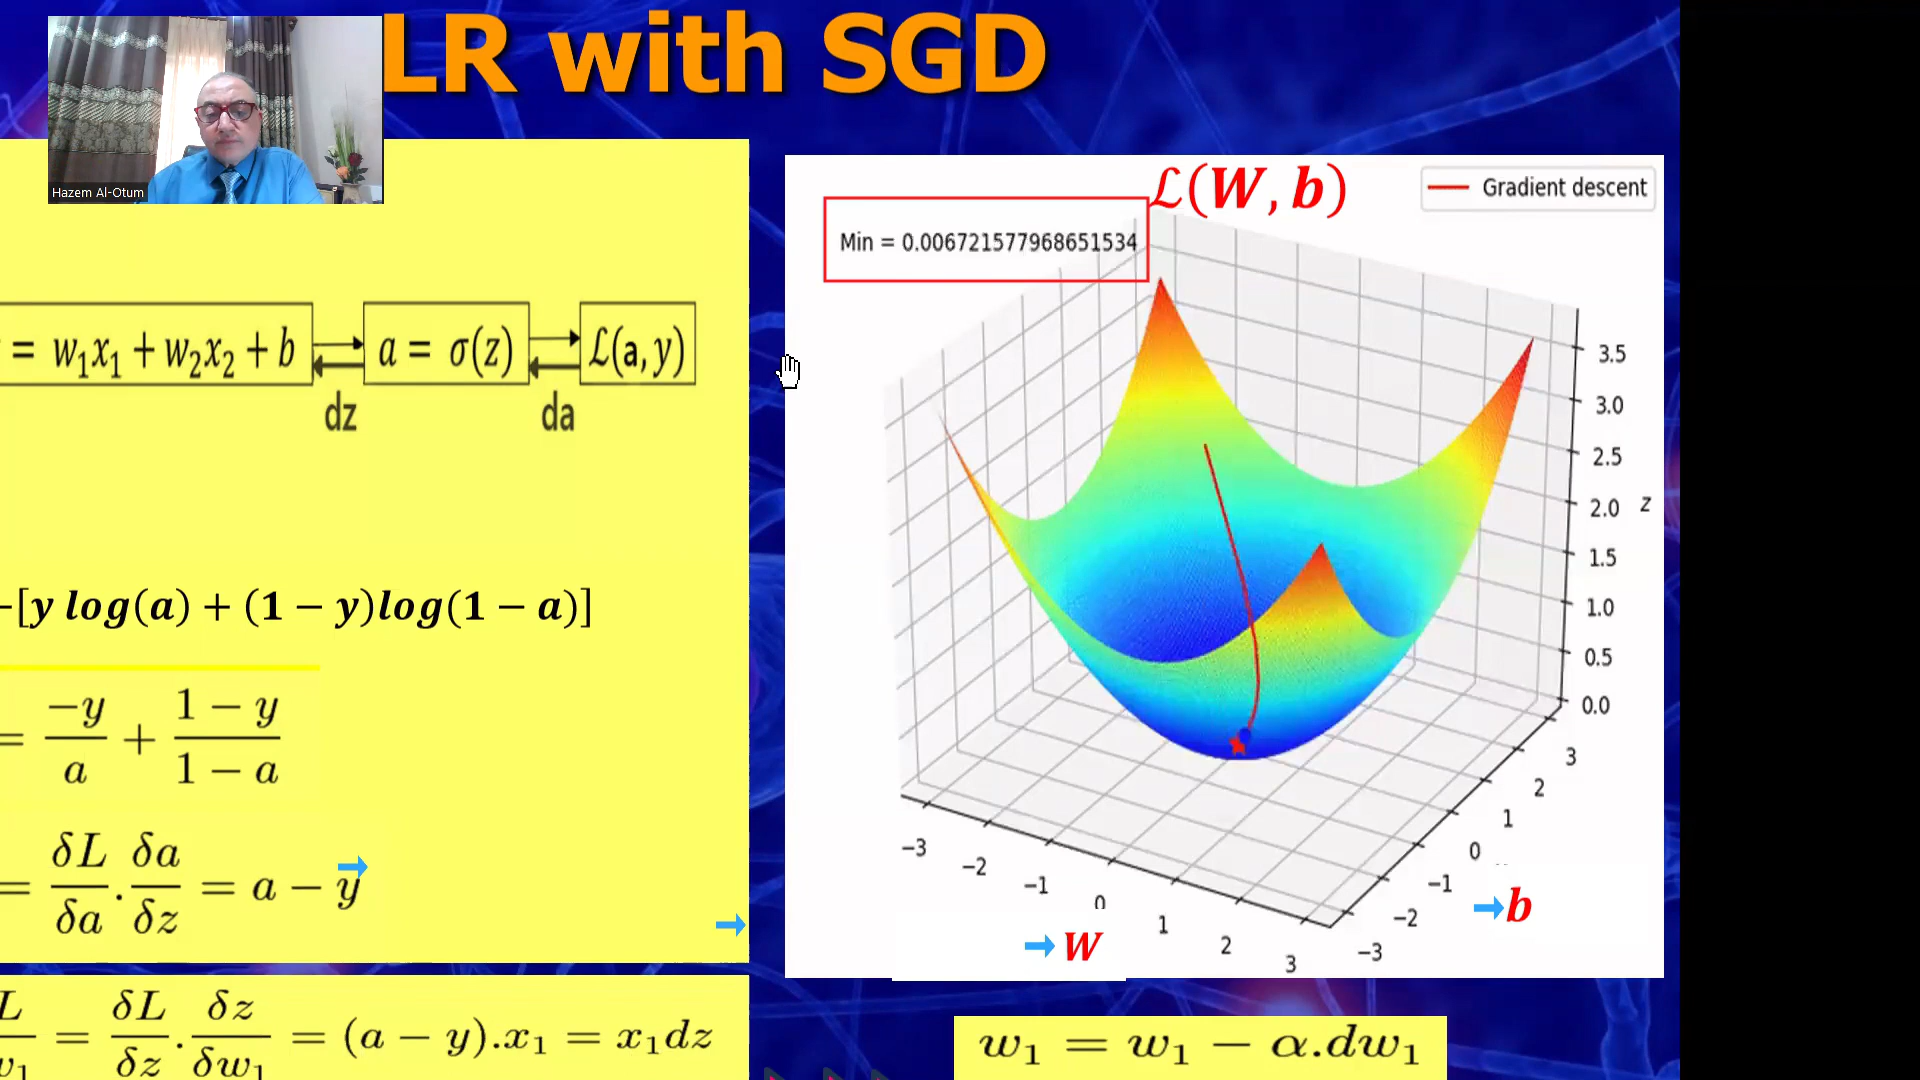 LR with SGD
Hazem Al-Otum
= w₁x₁ + w₂x₂ + b
a = σ(z)
ℒ(a, y)
dz
da
−[y log(a) + (1 − y)log(1 − a)]
= −y/a + (1 − y)/(1 − a)
= δL/δa . δa/δz = a − y
L/w₁ = δL/δz . δz/δw₁ = (a − y).x₁ = x₁dz
ℒ(W, b)
Gradient descent
Min = 0.006721577968651534
3.5
3.0
2.5
2.0
z
1.5
1.0
0.5
0.0
−3
−2
−1
0
1
2
3
W
3
2
1
0
−1
−2
−3
b
w₁ = w₁ − α.dw₁